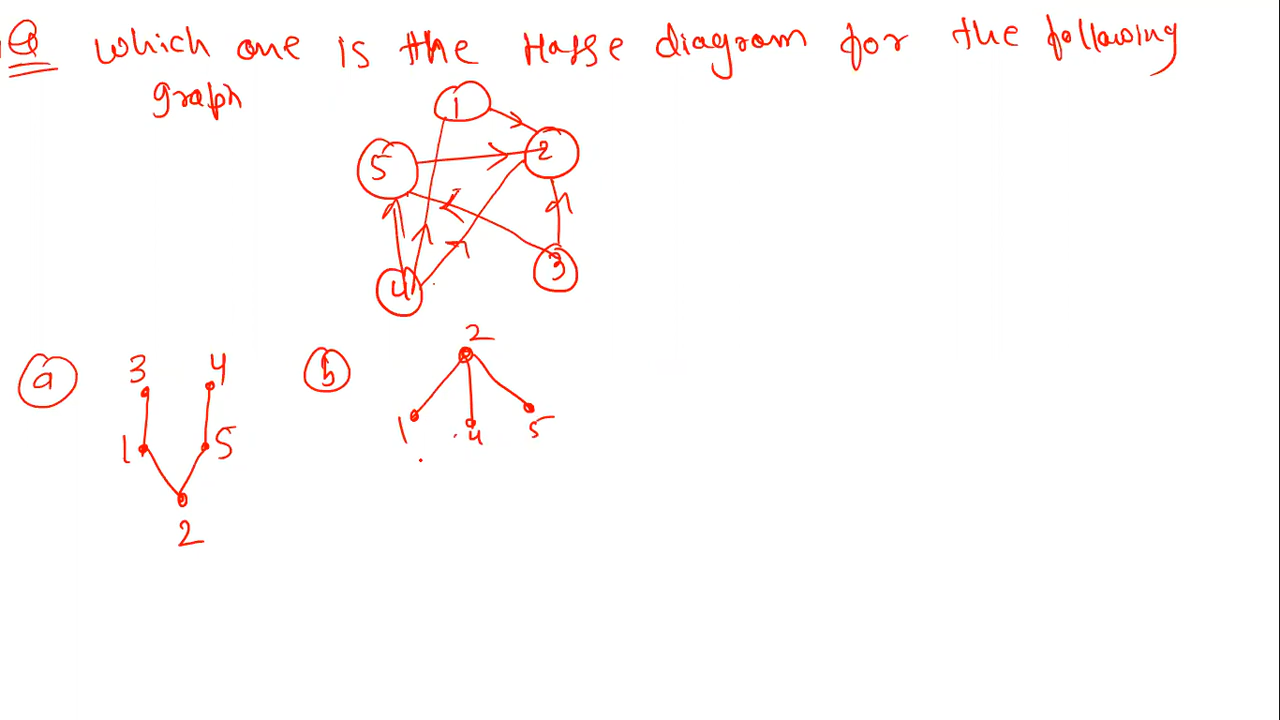 Q Which one is the Hasse diagram for the following
graph
1
5 2
4 3
a 3 4 b 2
1 5 1 4 5
2